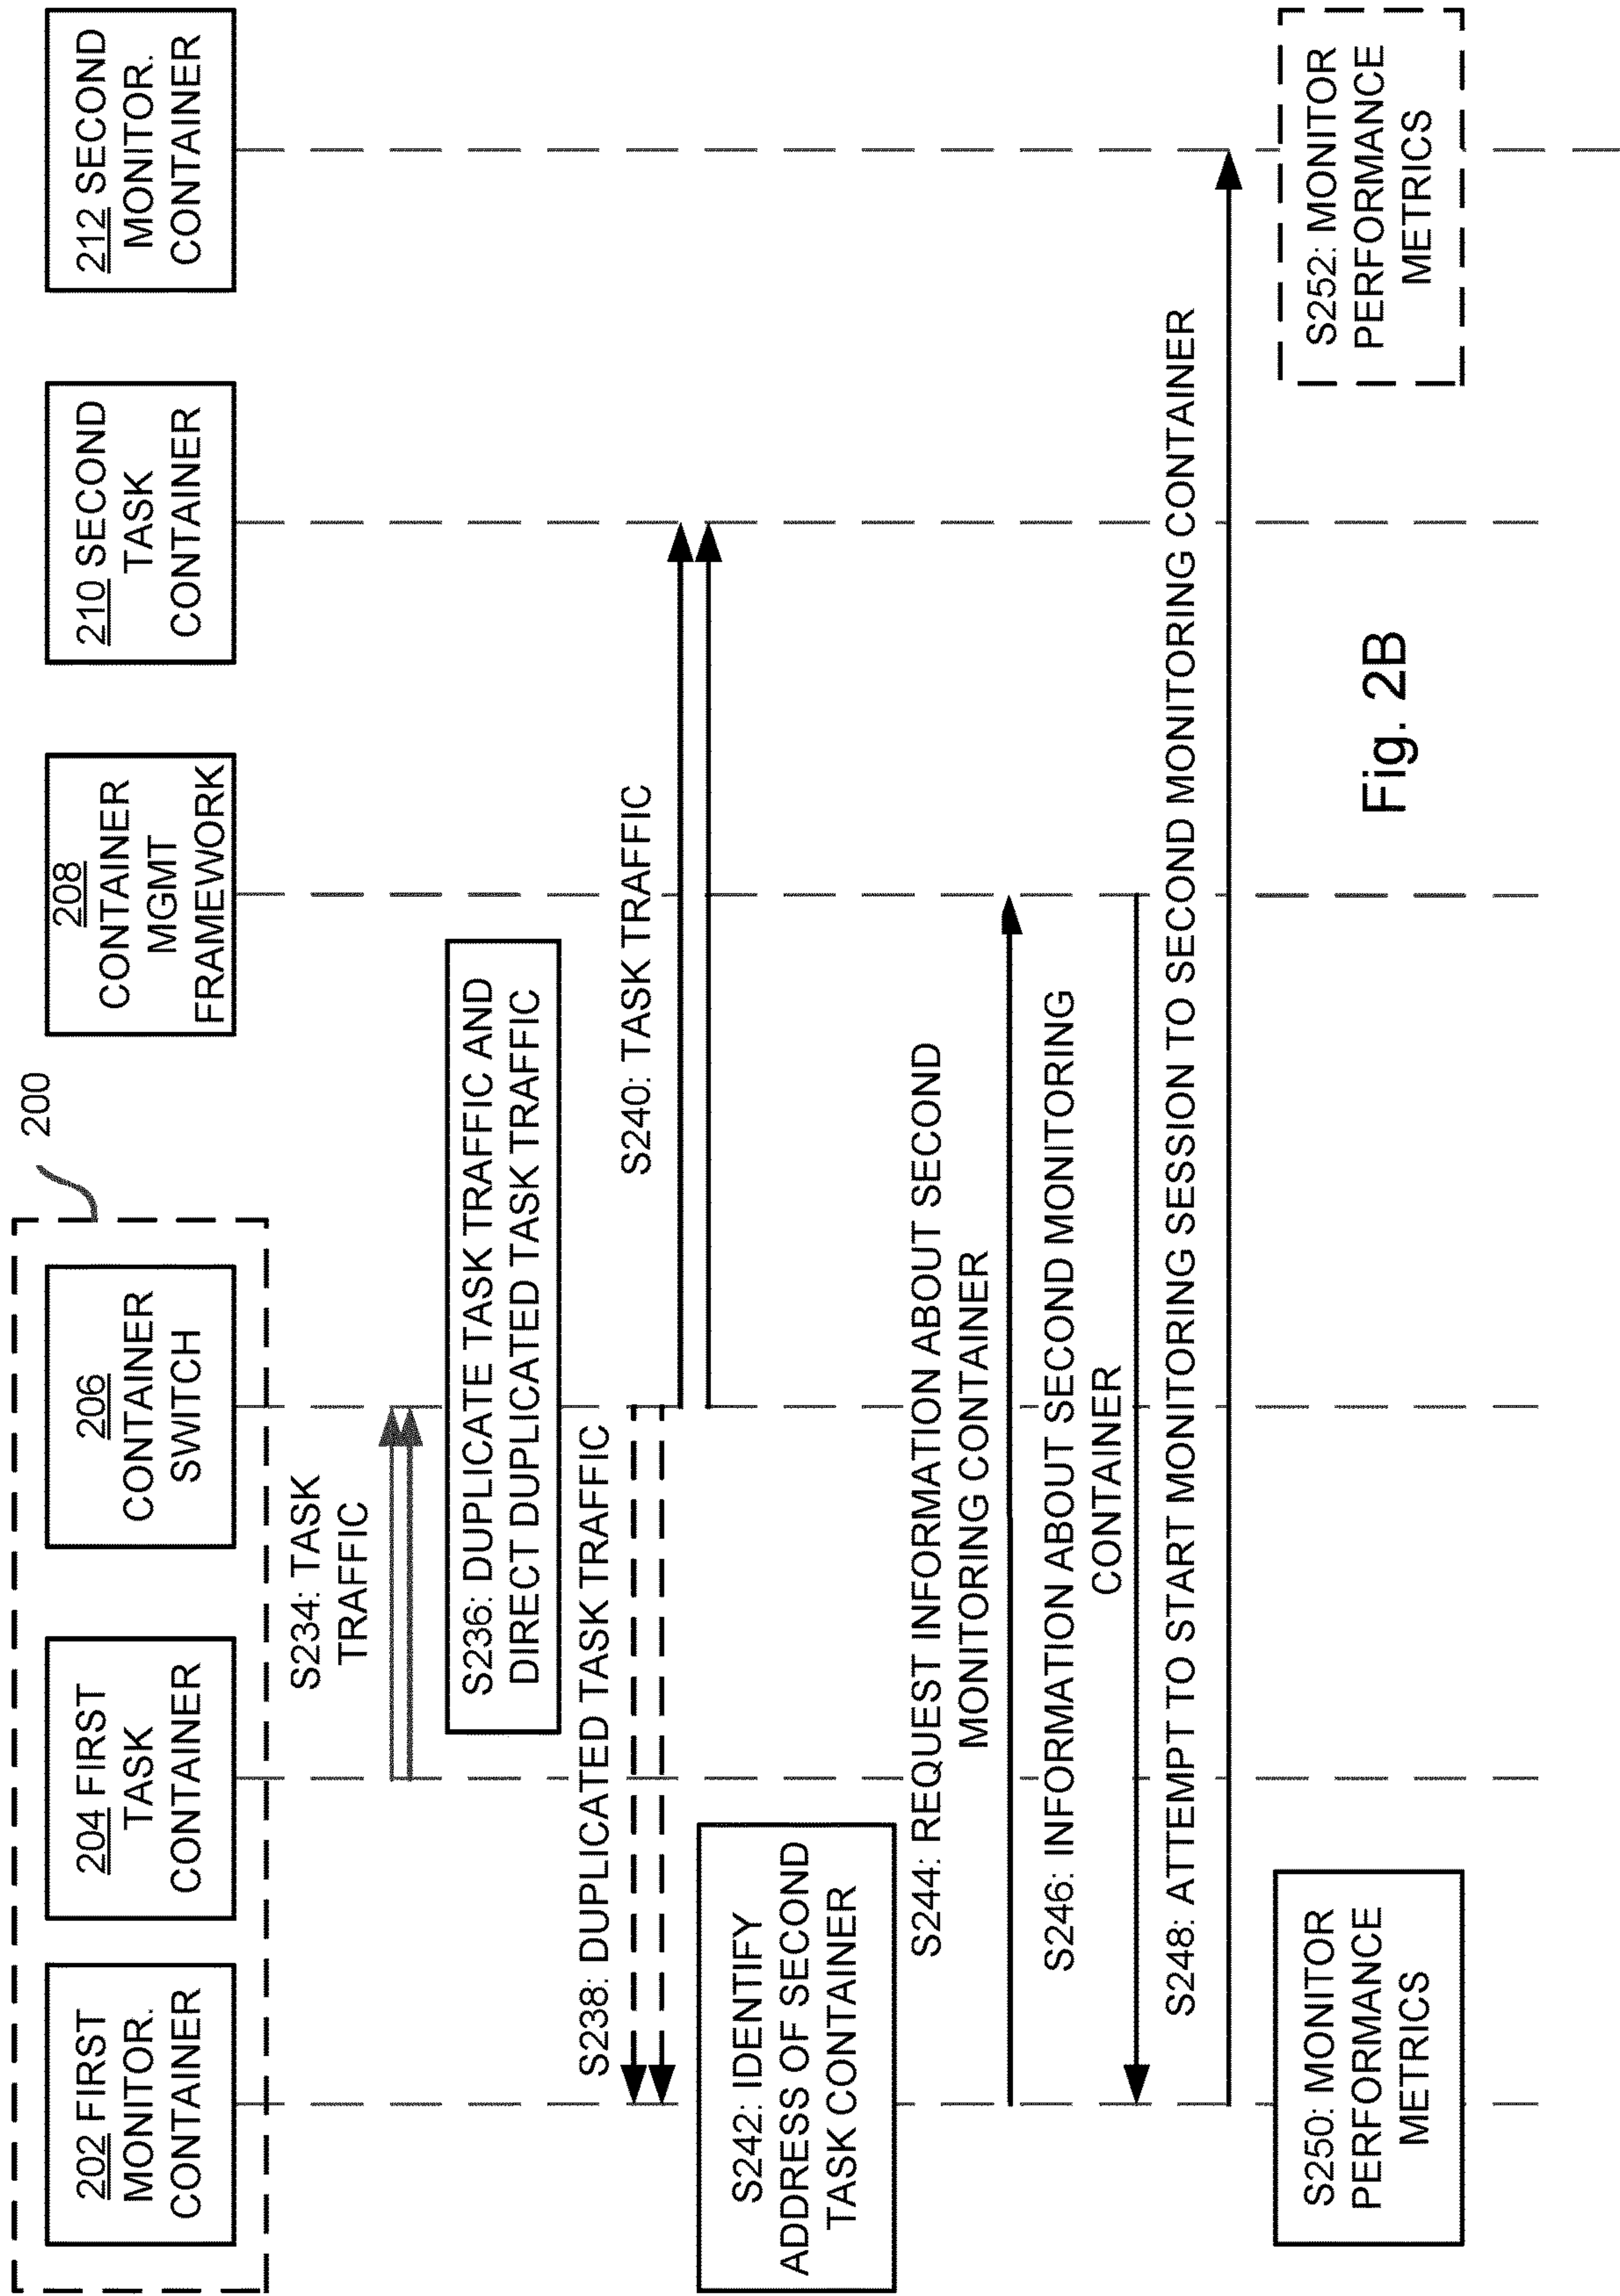 200
202 FIRST
MONITOR.
CONTAINER
204 FIRST
TASK
CONTAINER
206
CONTAINER
SWITCH
208
CONTAINER
MGMT
FRAMEWORK
210 SECOND
TASK
CONTAINER
212 SECOND
MONITOR.
CONTAINER
S234: TASK
TRAFFIC
S236: DUPLICATE TASK TRAFFIC AND
DIRECT DUPLICATED TASK TRAFFIC
S238: DUPLICATED TASK TRAFFIC
S240: TASK TRAFFIC
S242: IDENTIFY
ADDRESS OF SECOND
TASK CONTAINER
S244: REQUEST INFORMATION ABOUT SECOND
MONITORING CONTAINER
S246: INFORMATION ABOUT SECOND MONITORING
CONTAINER
S248: ATTEMPT TO START MONITORING SESSION TO SECOND MONITORING CONTAINER
S250: MONITOR
PERFORMANCE
METRICS
S252: MONITOR
PERFORMANCE
METRICS
Fig. 2B